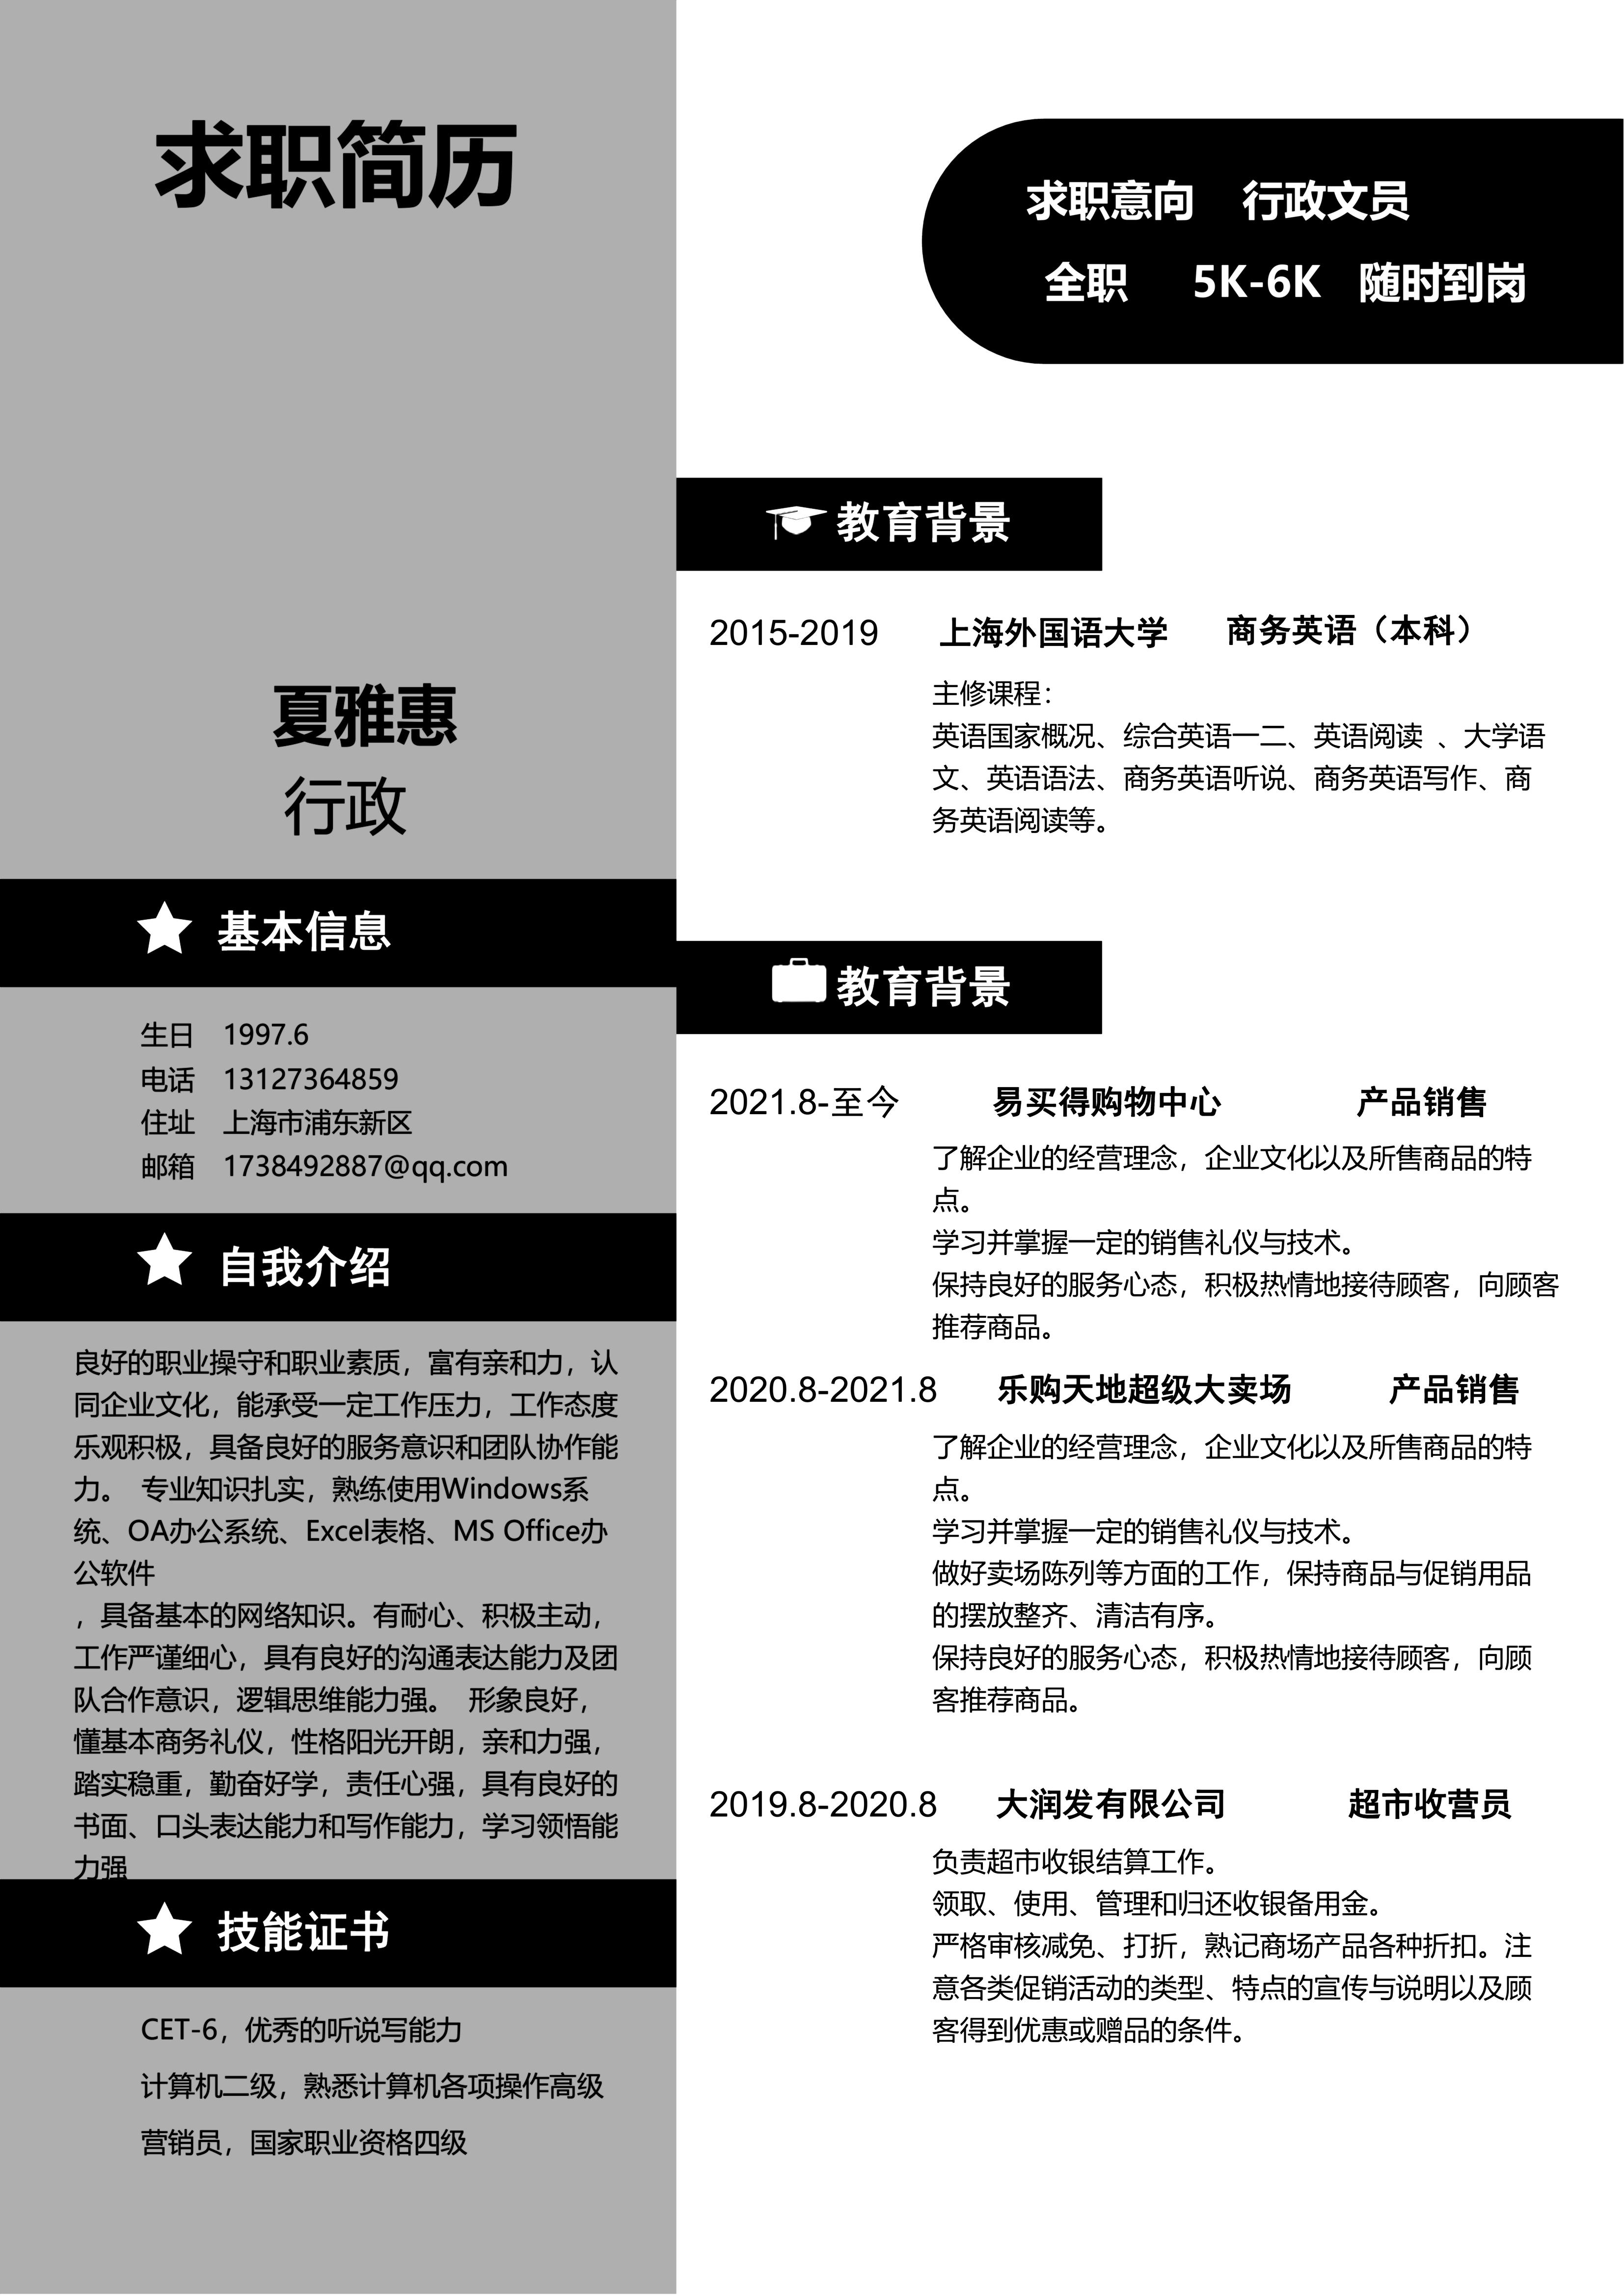 求职简历
夏雅惠
行政
基本信息
生日 1997.6
电话 13127364859
住址 上海市浦东新区
邮箱 1738492887@qq.com
自我介绍
良好的职业操守和职业素质，富有亲和力，认
同企业文化，能承受一定工作压力，工作态度
乐观积极，具备良好的服务意识和团队协作能
力。 专业知识扎实，熟练使用Windows系
统、OA办公系统、Excel表格、MS Office办
公软件
，具备基本的网络知识。有耐心、积极主动，
工作严谨细心，具有良好的沟通表达能力及团
队合作意识，逻辑思维能力强。 形象良好，
懂基本商务礼仪，性格阳光开朗，亲和力强，
踏实稳重，勤奋好学，责任心强，具有良好的
书面、口头表达能力和写作能力，学习领悟能
力强
技能证书
CET-6，优秀的听说写能力
计算机二级，熟悉计算机各项操作高级
营销员，国家职业资格四级
求职意向 行政文员
全职 5K-6K 随时到岗
教育背景
2015-2019 上海外国语大学 商务英语（本科）
主修课程：
英语国家概况、综合英语一二、英语阅读 、大学语
文、英语语法、商务英语听说、商务英语写作、商
务英语阅读等。
教育背景
2021.8-至今 易买得购物中心 产品销售
了解企业的经营理念，企业文化以及所售商品的特
点。
学习并掌握一定的销售礼仪与技术。
保持良好的服务心态，积极热情地接待顾客，向顾客
推荐商品。
2020.8-2021.8 乐购天地超级大卖场 产品销售
了解企业的经营理念，企业文化以及所售商品的特
点。
学习并掌握一定的销售礼仪与技术。
做好卖场陈列等方面的工作，保持商品与促销用品
的摆放整齐、清洁有序。
保持良好的服务心态，积极热情地接待顾客，向顾
客推荐商品。
2019.8-2020.8 大润发有限公司 超市收营员
负责超市收银结算工作。
领取、使用、管理和归还收银备用金。
严格审核减免、打折，熟记商场产品各种折扣。注
意各类促销活动的类型、特点的宣传与说明以及顾
客得到优惠或赠品的条件。